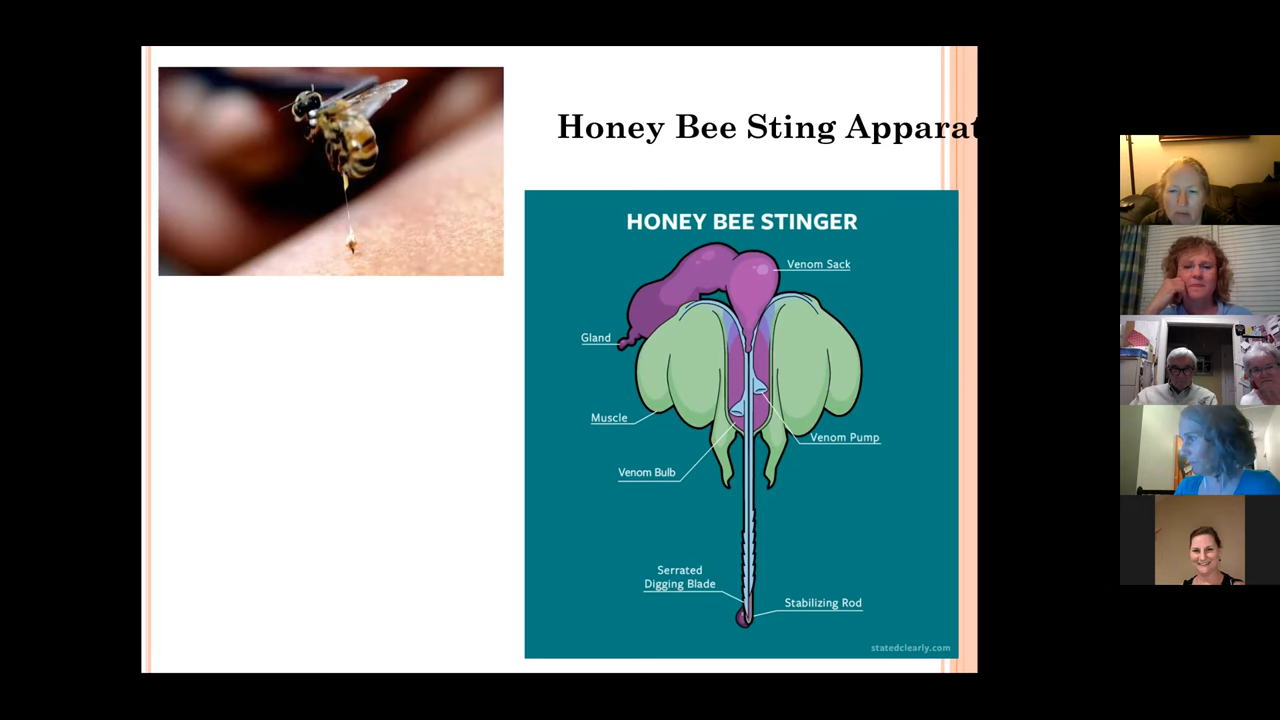 Honey Bee Sting Apparat
HONEY BEE STINGER
Venom Sack
Gland
Muscle
Venom Pump
Venom Bulb
Serrated
Digging Blade
Stabilizing Rod
statedclearly.com